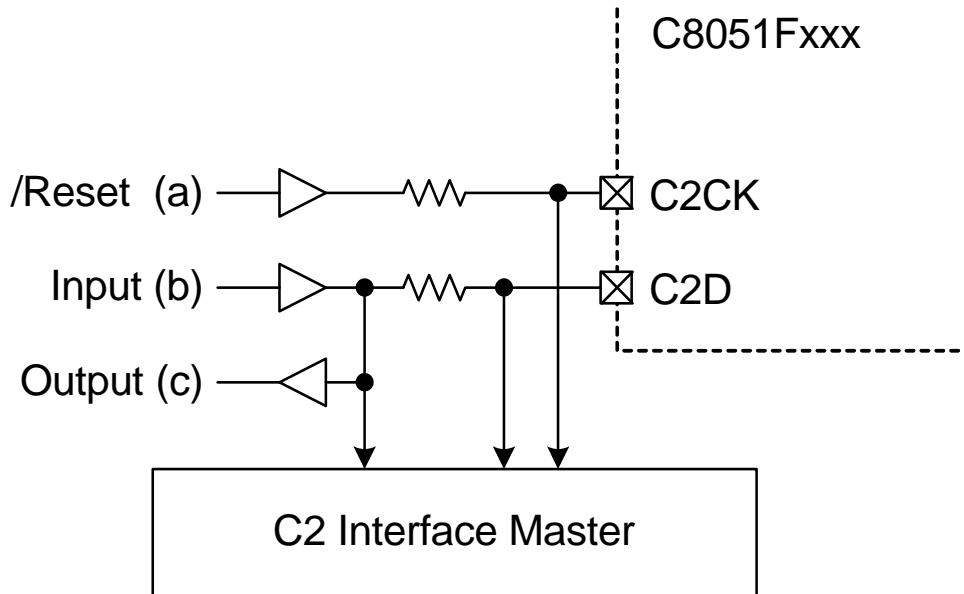 C8051Fxxx
/Reset (a)
C2CK
Input (b)
C2D
Output (c)
C2 Interface Master